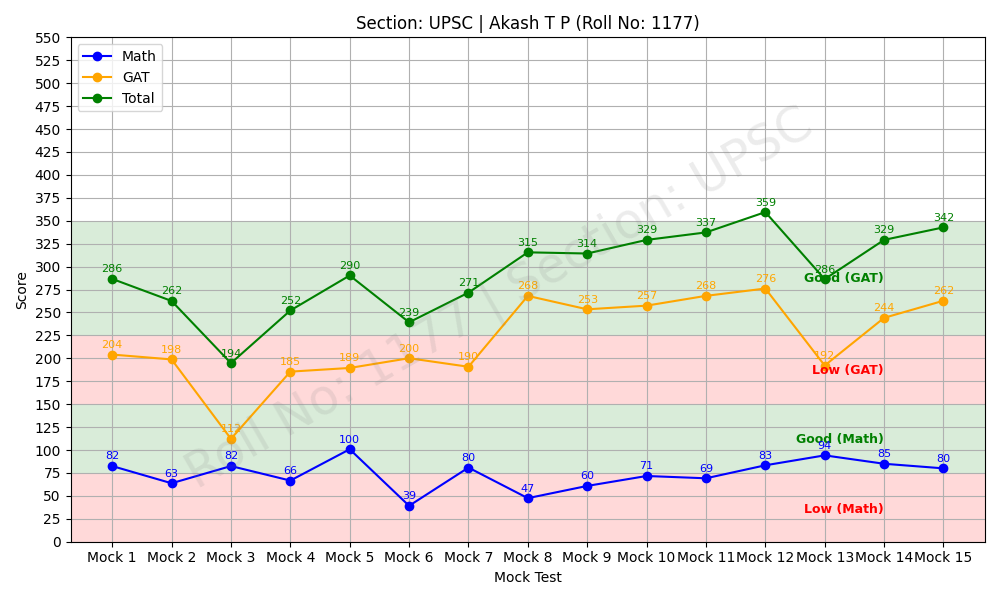 Section: UPSC | Akash T P (Roll No: 1177)
Math
GAT
Total
Score
550
525
500
475
450
425
400
375
350
325
300
275
250
225
200
175
150
125
100
75
50
25
0
286 262 194 252 290 239 271 315 314 329 337 359 286 329 342
204 198 112 185 189 200 190 268 253 257 268 276 192 244 262
82 63 82 66 100 39 80 47 60 71 69 83 94 85 80
Good (GAT)
Low (GAT)
Good (Math)
Low (Math)
Roll No: 1177 | Section: UPSC
Mock 1 Mock 2 Mock 3 Mock 4 Mock 5 Mock 6 Mock 7 Mock 8 Mock 9 Mock 10 Mock 11 Mock 12 Mock 13 Mock 14 Mock 15
Mock Test